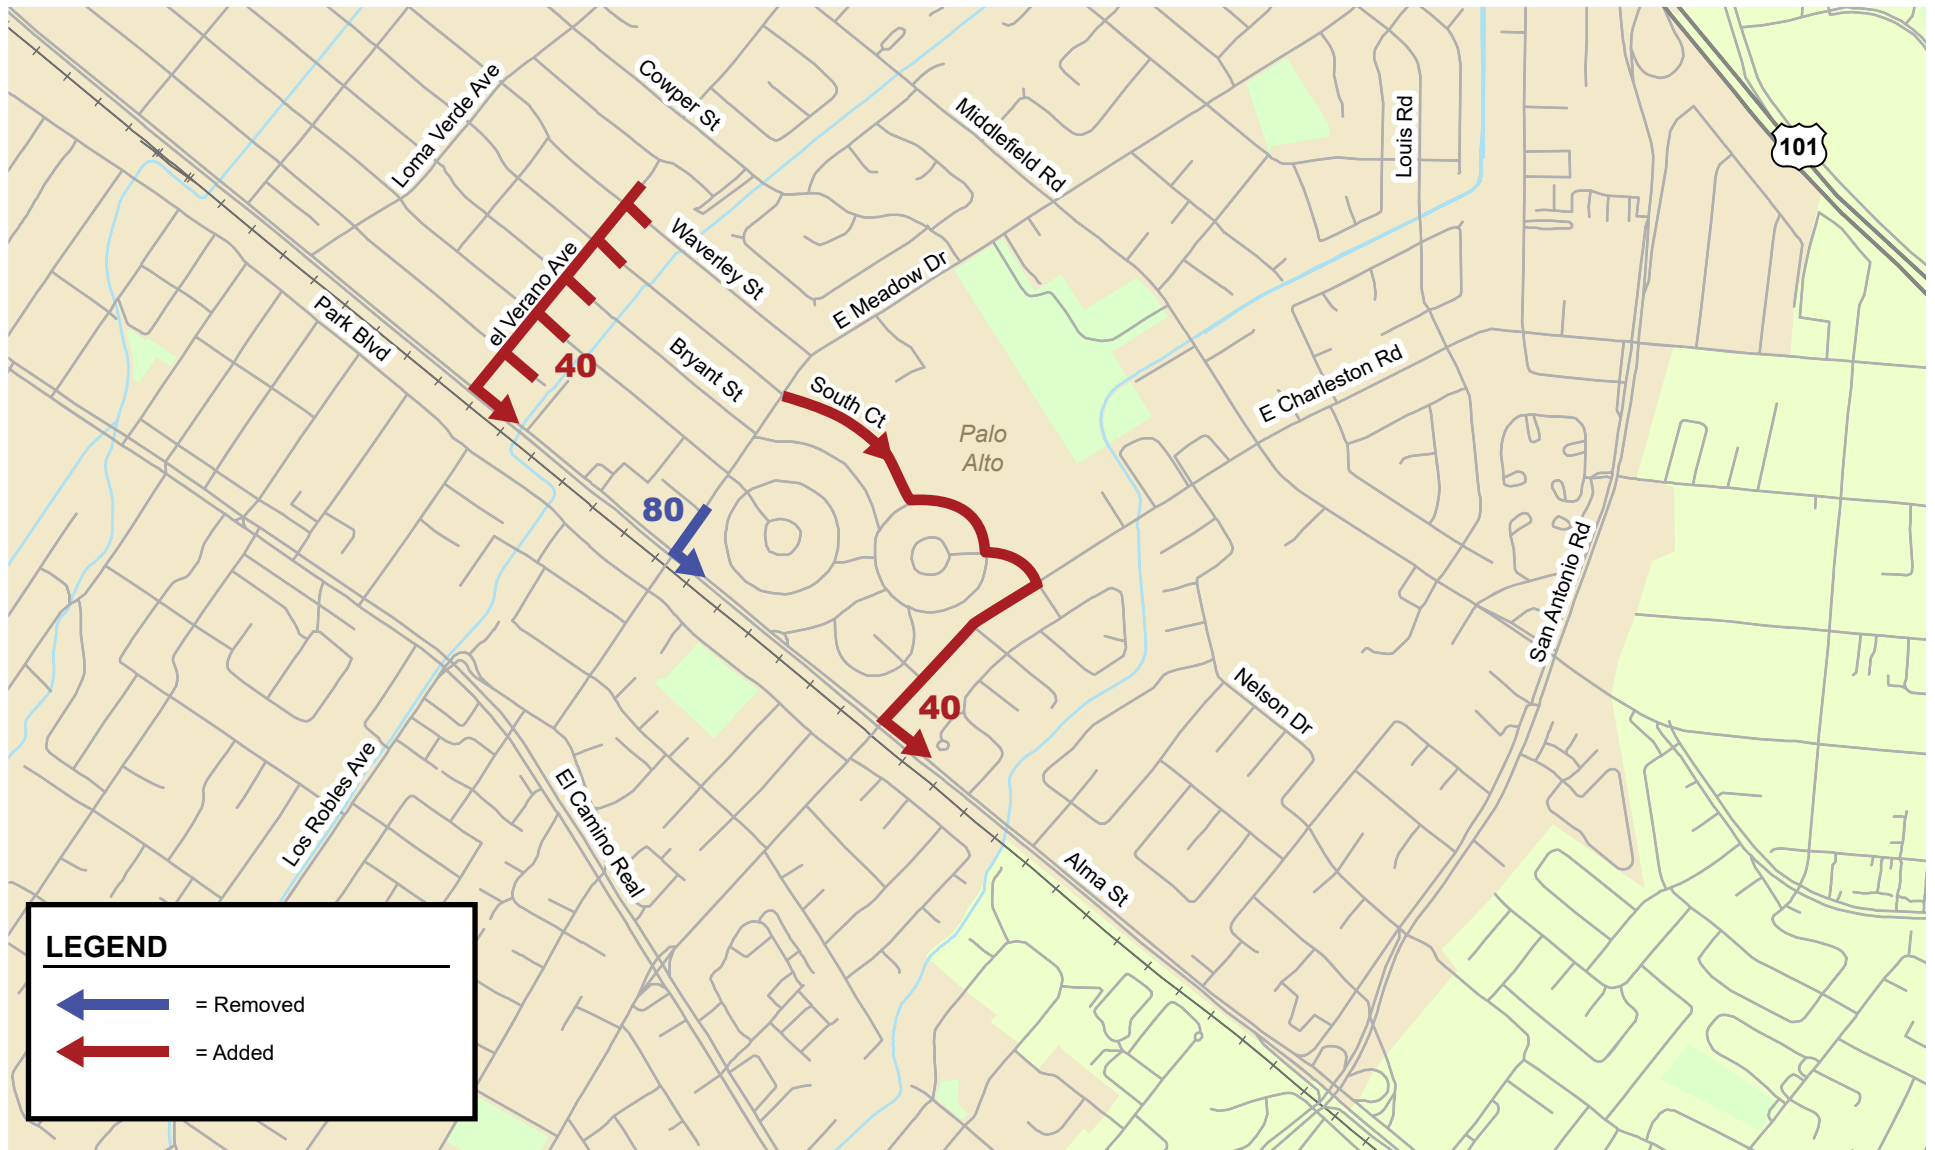 Loma Verde Ave
Cowper St
Middlefield Rd
Louis Rd
101
el Verano Ave
Waverley St
E Meadow Dr
Park Blvd
40
Bryant St
South Ct
E Charleston Rd
Palo
Alto
80
San Antonio Rd
40
Nelson Dr
Los Robles Ave
El Camino Real
Alma St
LEGEND
= Removed
= Added